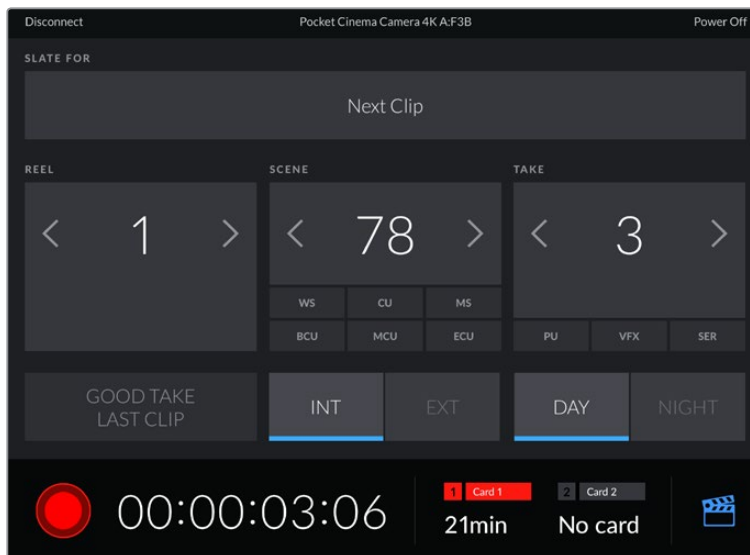 Disconnect Pocket Cinema Camera 4K A:F3B Power Off
SLATE FOR
Next Clip
REEL SCENE TAKE
< 1 > < 78 > < 3 >
WS CU MS
BCU MCU ECU PU VFX SER
GOOD TAKE
LAST CLIP
INT EXT DAY NIGHT
1 Card 1 2 Card 2
00:00:03:06 21min No card